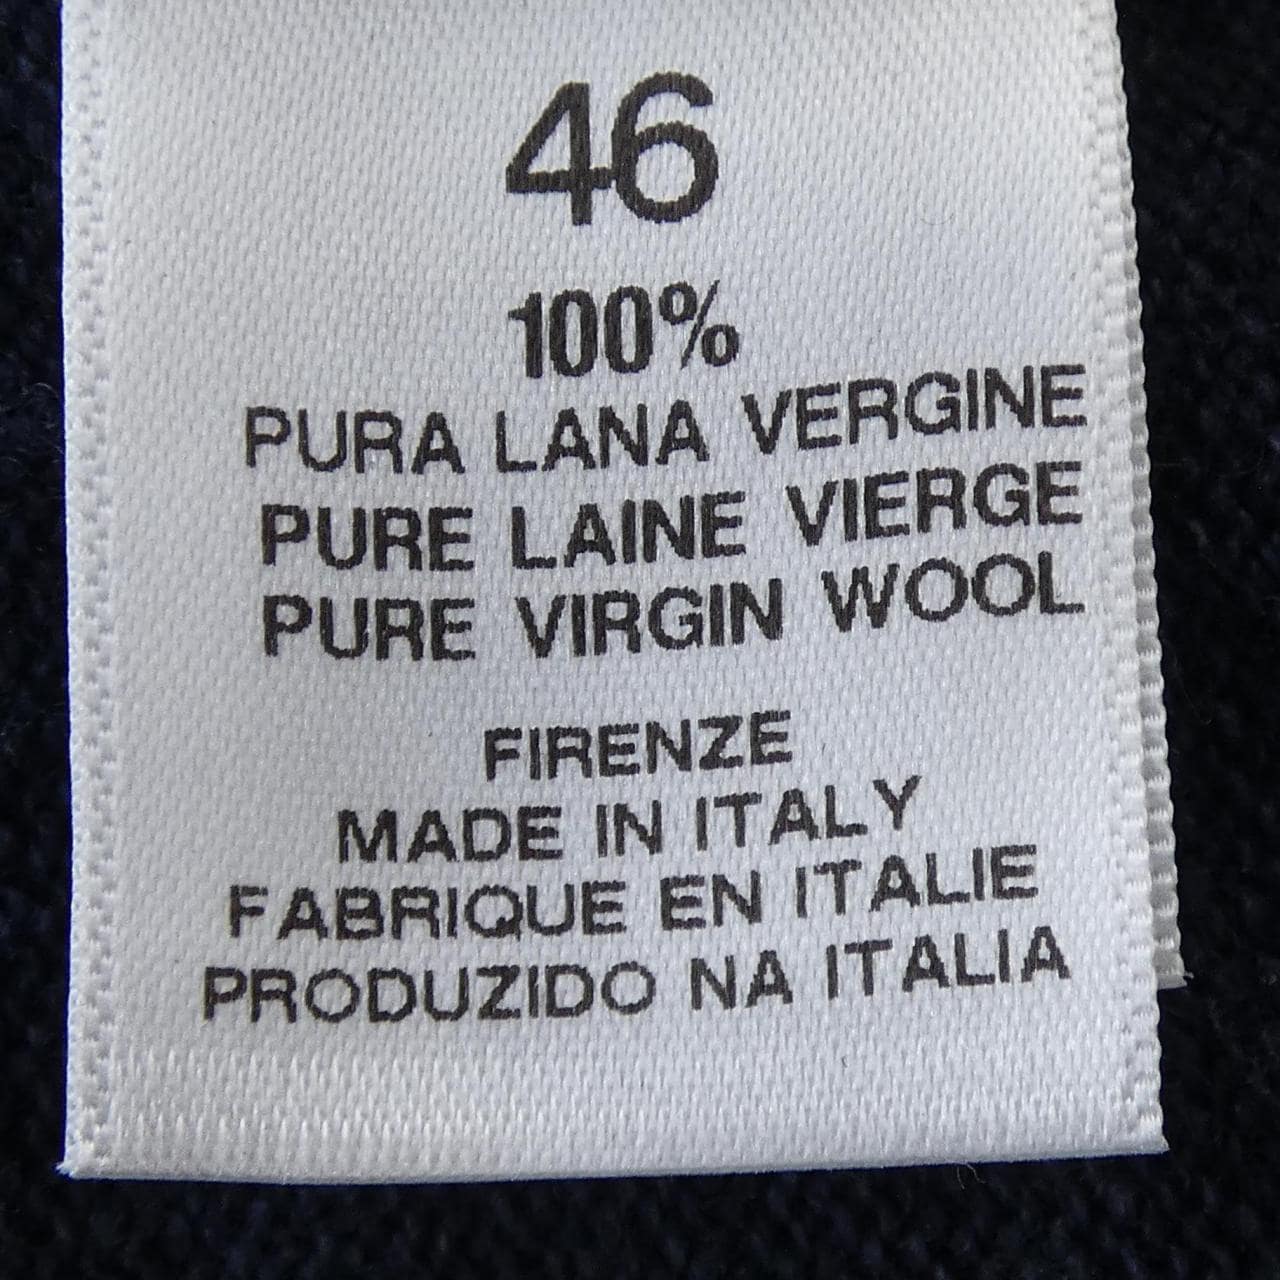 46
100%
PURA LANA VERGINE
PURE LAINE VIERGE
PURE VIRGIN WOOL
FIRENZE
MADE IN ITALY
FABRIQUE EN ITALIE
PRODUZIDO NA ITALIA